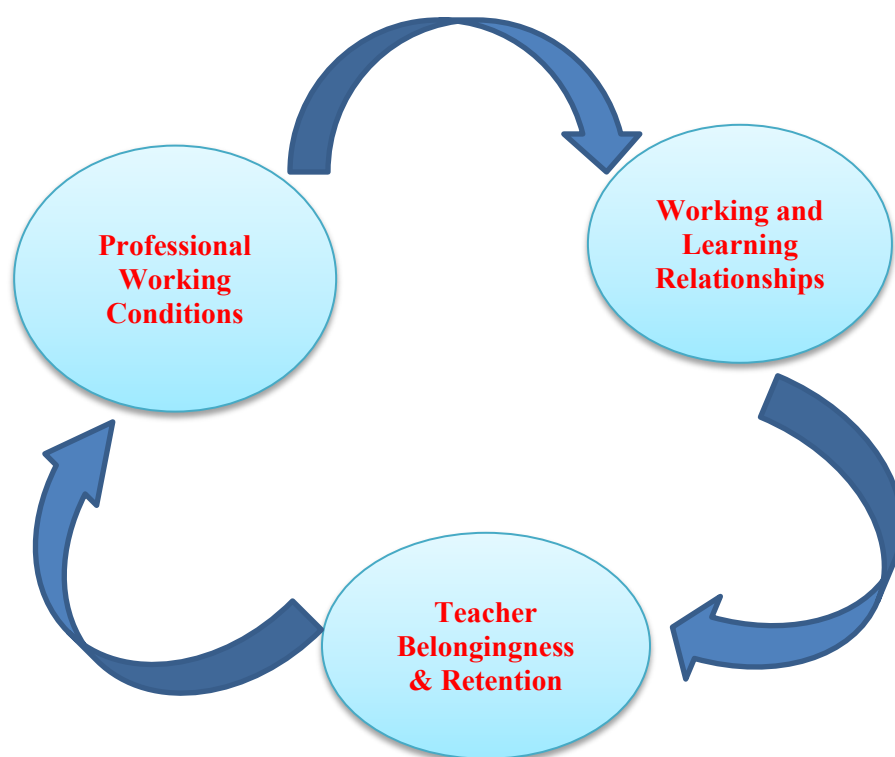 Professional
Working
Conditions
Working and
Learning
Relationships
Teacher
Belongingness
& Retention